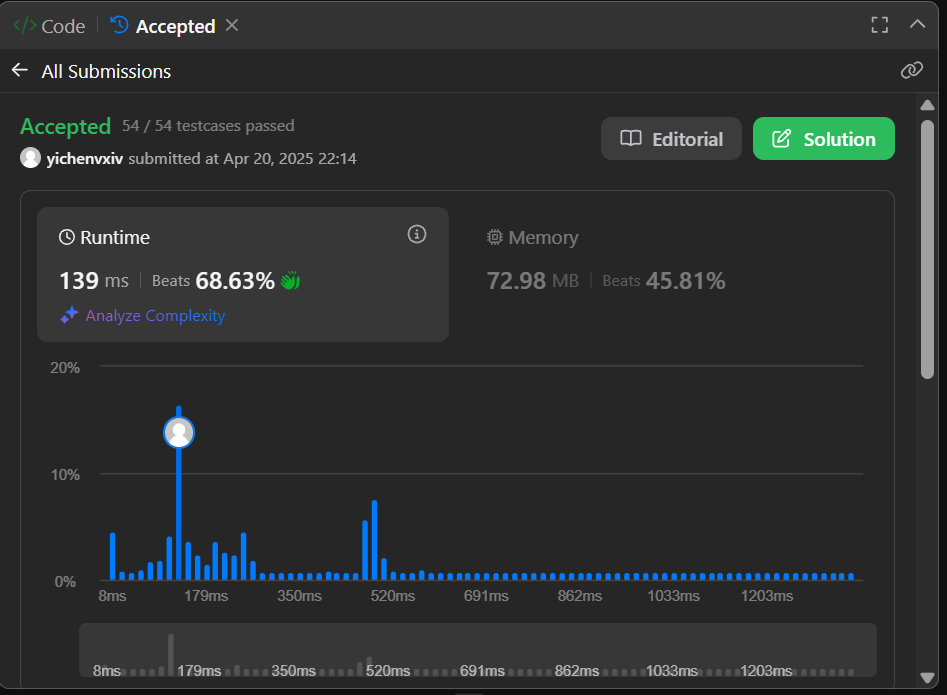 </> Code | Accepted
All Submissions
Accepted 54 / 54 testcases passed
yichenvxiv submitted at Apr 20, 2025 22:14
Editorial
Solution
Runtime
139 ms | Beats 68.63%
Analyze Complexity
Memory
72.98 MB | Beats 45.81%
20%
10%
0%
8ms 179ms 350ms 520ms 691ms 862ms 1033ms 1203ms
8ms 179ms 350ms 520ms 691ms 862ms 1033ms 1203ms